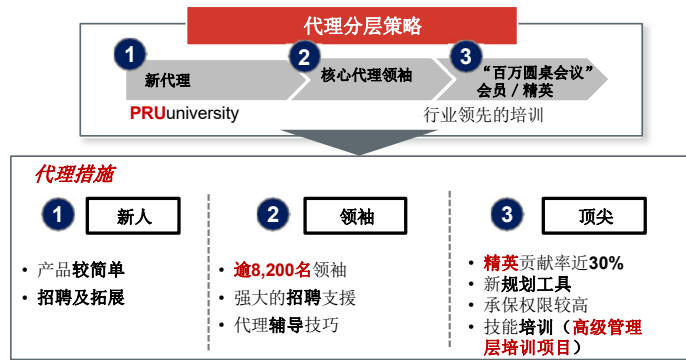 代理分层策略
1
新代理
2
核心代理领袖
3
“百万圆桌会议”
会员 / 精英
PRUuniversity
行业领先的培训
代理措施
1
新人
• 产品较简单
• 招聘及拓展
2
领袖
• 逾8,200名领袖
• 强大的招聘支援
• 代理辅导技巧
3
顶尖
• 精英贡献率近30%
• 新规划工具
• 承保权限较高
• 技能培训（高级管理
层培训项目）